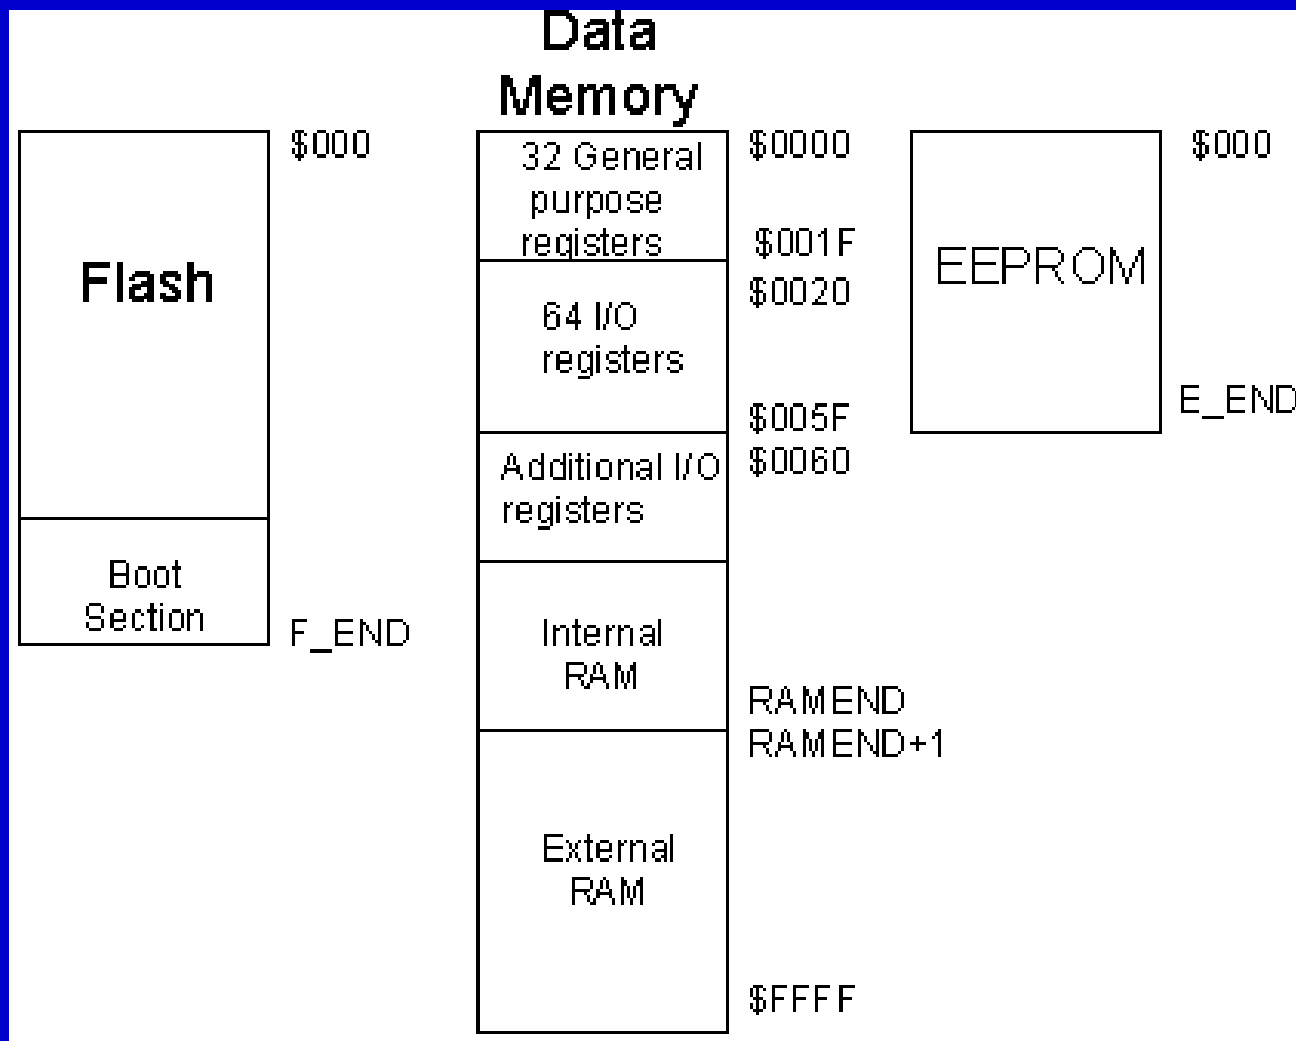 Data
Memory
$000
Flash
Boot
Section
F_END
32 General
purpose
registers
$0000
$001F
64 I/O
registers
$0020
$005F
Additional I/O
registers
$0060
Internal
RAM
RAMEND
RAMEND+1
External
RAM
$FFFF
$000
EEPROM
E_END